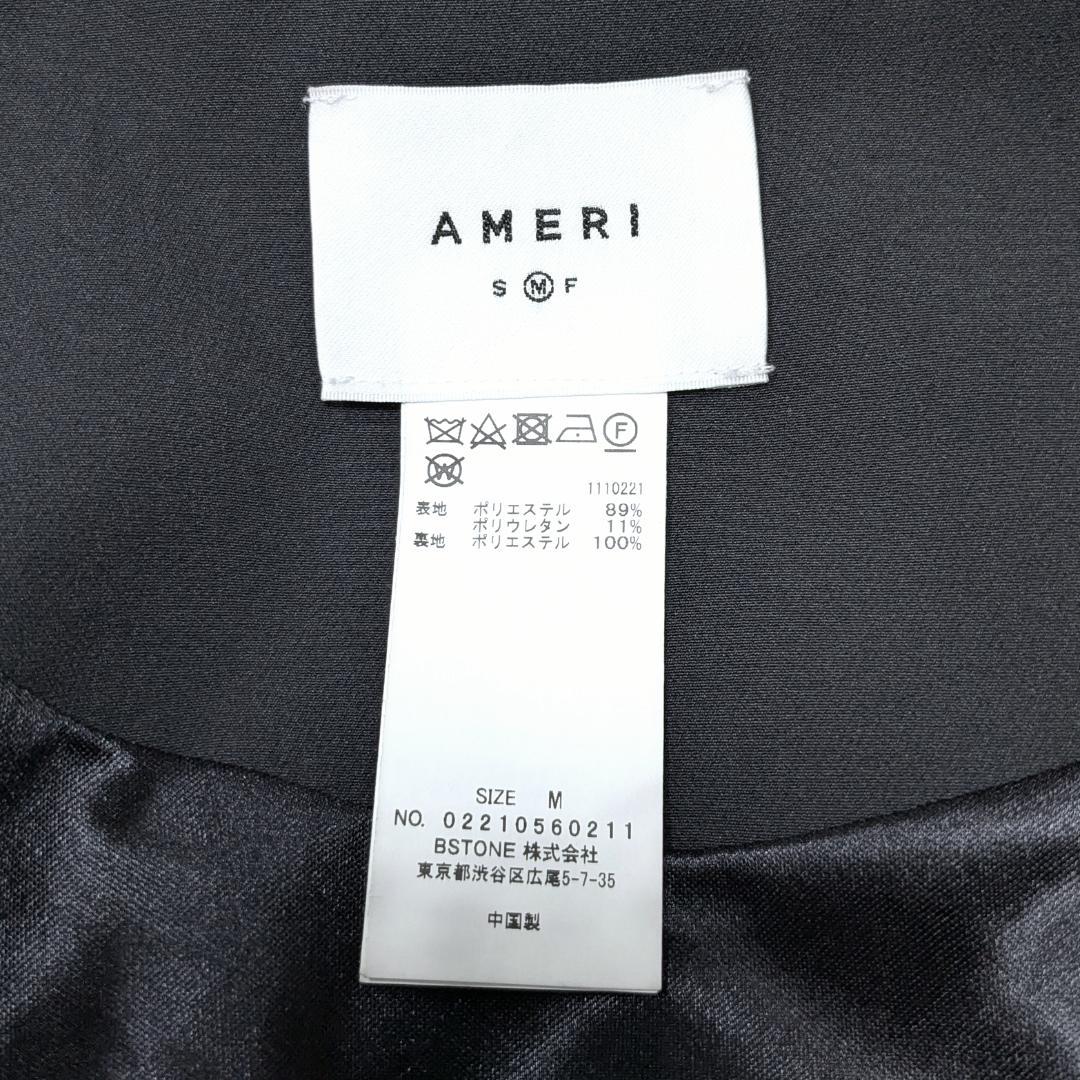 AMERI
S M F
F
W
1110221
表地 ポリエステル 89%
ポリウレタン 11%
裏地 ポリエステル 100%
SIZE M
NO. 02210560211
BSTONE 株式会社
東京都渋谷区広尾5-7-35
中国製